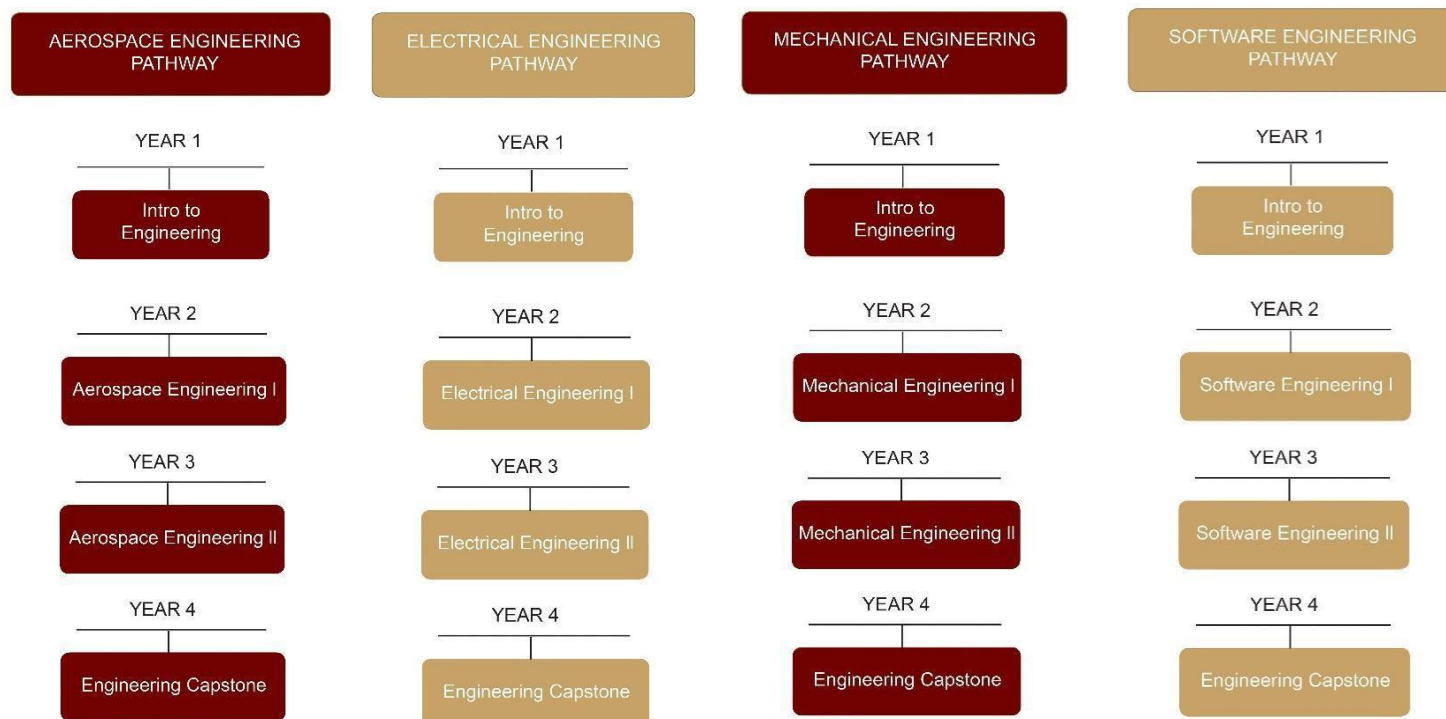 AEROSPACE ENGINEERING
PATHWAY
YEAR 1
Intro to
Engineering
YEAR 2
Aerospace Engineering I
YEAR 3
Aerospace Engineering II
YEAR 4
Engineering Capstone
ELECTRICAL ENGINEERING
PATHWAY
YEAR 1
Intro to
Engineering
YEAR 2
Electrical Engineering I
YEAR 3
Electrical Engineering II
YEAR 4
Engineering Capstone
MECHANICAL ENGINEERING
PATHWAY
YEAR 1
Intro to
Engineering
YEAR 2
Mechanical Engineering I
YEAR 3
Mechanical Engineering II
YEAR 4
Engineering Capstone
SOFTWARE ENGINEERING
PATHWAY
YEAR 1
Intro to
Engineering
YEAR 2
Software Engineering I
YEAR 3
Software Engineering II
YEAR 4
Engineering Capstone